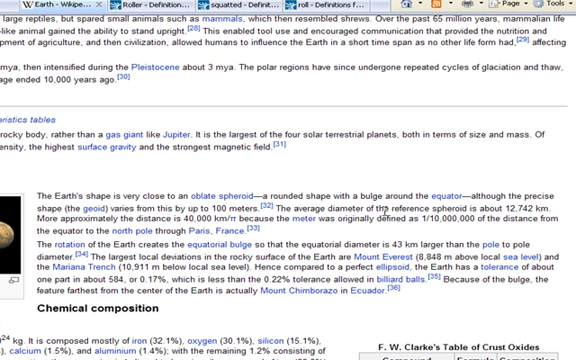 Earth - Wikipe...
Roller - Definition...
squatted - Definit...
roll - Definitions f...
Page
Too
large reptiles, but spared small animals such as mammals, which then resembled shrews. Over the past 65 million years, mammalian life
-like animal gained the ability to stand upright.[28] This enabled tool use and encouraged communication that provided the nutrition and
pment of agriculture, and then civilization, allowed humans to influence the Earth in a short time span as no other life form had,[29] affecting
mya, then intensified during the Pleistocene about 3 mya. The polar regions have since undergone repeated cycles of glaciation and thaw,
age ended 10,000 years ago.[30]
eristics tables
rocky body, rather than a gas giant like Jupiter. It is the largest of the four solar terrestrial planets, both in terms of size and mass. Of
ensity, the highest surface gravity and the strongest magnetic field.[31]
The Earth's shape is very close to an oblate spheroid—a rounded shape with a bulge around the equator—although the precise
shape (the geoid) varies from this by up to 100 meters.[32] The average diameter of the reference spheroid is about 12,742 km.
More approximately the distance is 40,000 km/π because the meter was originally defined as 1/10,000,000 of the distance from
the equator to the north pole through Paris, France.[33]
The rotation of the Earth creates the equatorial bulge so that the equatorial diameter is 43 km larger than the pole to pole
diameter.[34] The largest local deviations in the rocky surface of the Earth are Mount Everest (8,848 m above local sea level) and
the Mariana Trench (10,911 m below local sea level). Hence compared to a perfect ellipsoid, the Earth has a tolerance of about
one part in about 584, or 0.17%, which is less than the 0.22% tolerance allowed in billiard balls.[35] Because of the bulge, the
feature farthest from the center of the Earth is actually Mount Chimborazo in Ecuador.[36]
Chemical composition
24 kg. It is composed mostly of iron (32.1%), oxygen (30.1%), silicon (15.1%),
calcium (1.5%), and aluminium (1.4%); with the remaining 1.2% consisting of
F. W. Clarke's Table of Crust Oxides
Compound Formula Composition